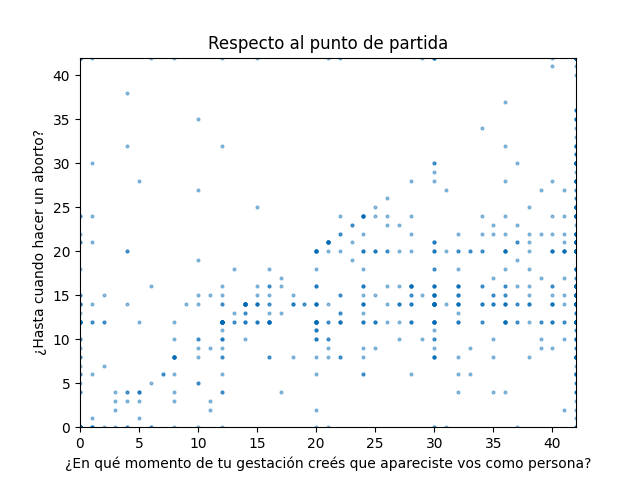 Respecto al punto de partida
40
35
30
25
20
15
10
5
0
¿Hasta cuando hacer un aborto?
0 5 10 15 20 25 30 35 40
¿En qué momento de tu gestación creés que apareciste vos como persona?